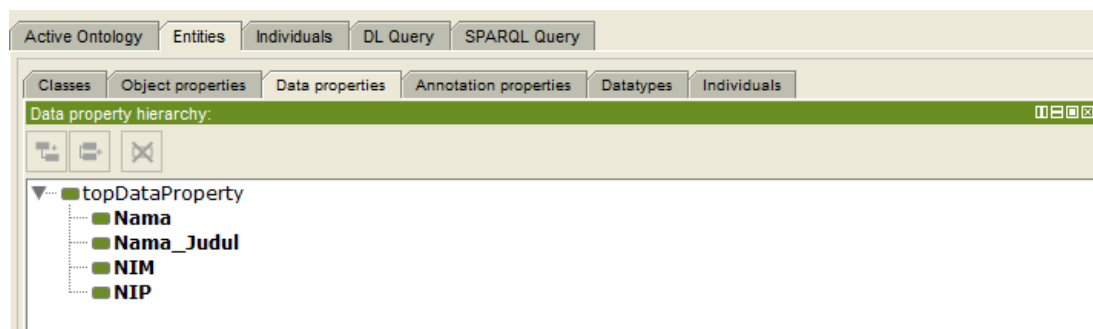 Active Ontology Entities Individuals DL Query SPARQL Query
Classes Object properties Data properties Annotation properties Datatypes Individuals
Data property hierarchy:
topDataProperty
Nama
Nama_Judul
NIM
NIP